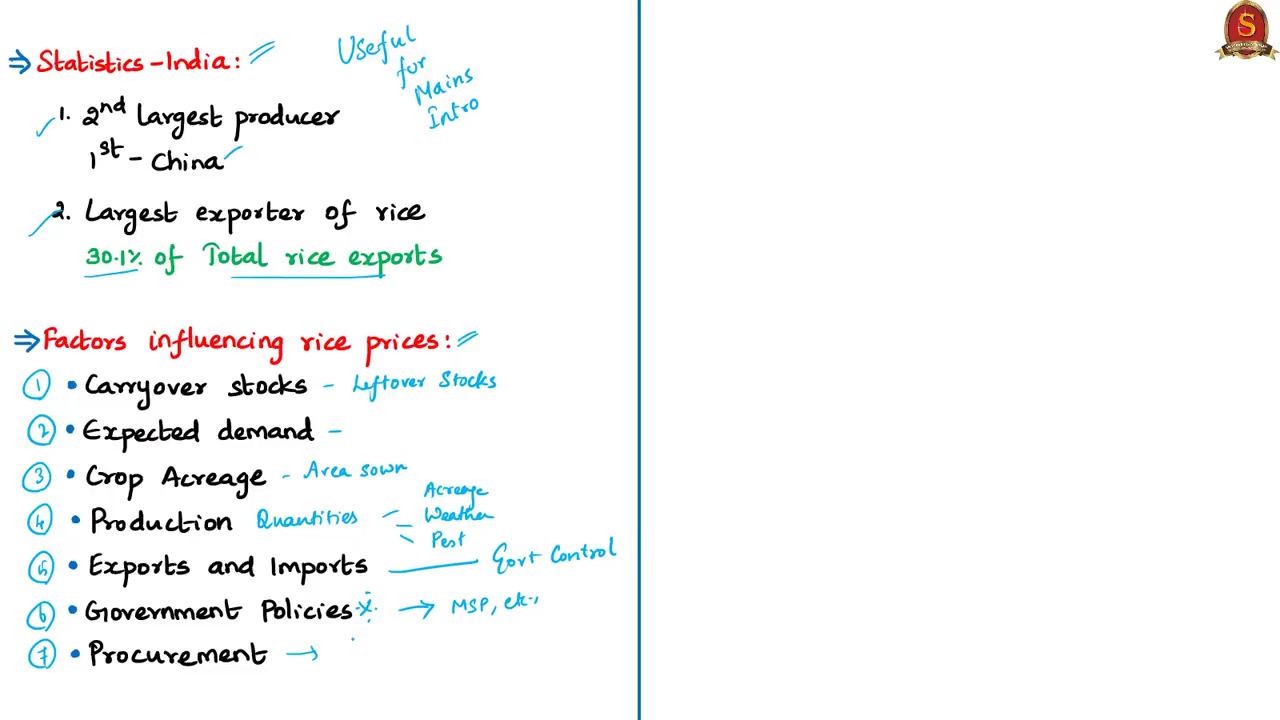 ⇒ Statistics-India:
Useful
for
Mains
Intro
1. 2nd largest producer
1st - China
2. Largest exporter of rice
30.1% of Total rice exports
⇒ Factors influencing rice prices:
1 • Carryover stocks - Leftover Stocks
2 • Expected demand -
3 • Crop Acreage - Area sown
4 • Production Quantities
Acreage
Weather
Pest
5 • Exports and Imports — Govt Control
6 • Government Policies * → MSP, etc.,
7 • Procurement →
S